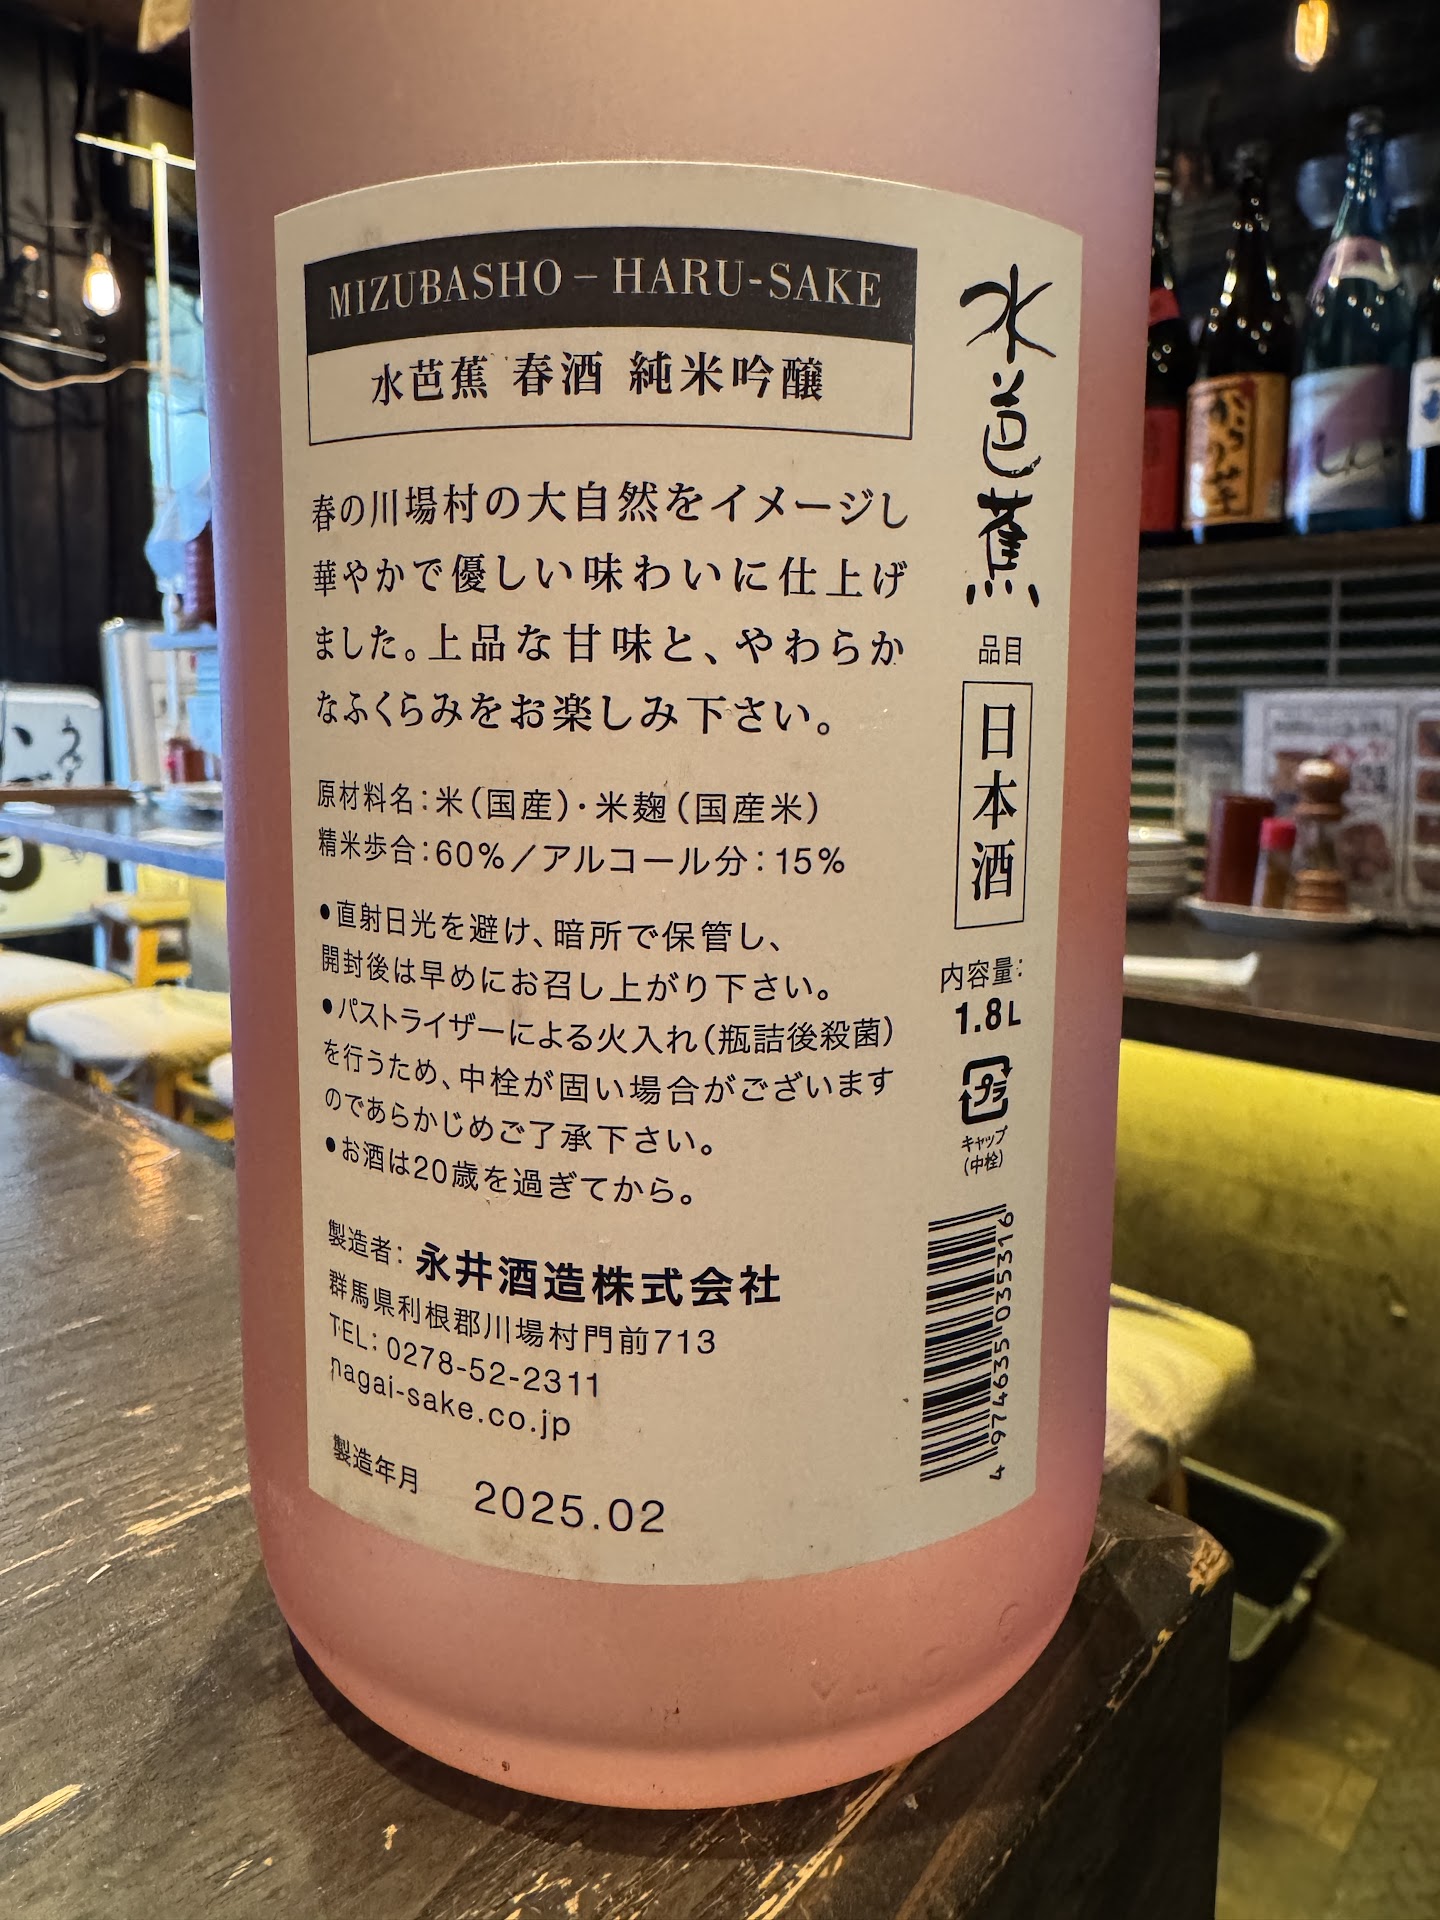 MIZUBASHO – HARU-SAKE
水芭蕉 春酒 純米吟醸
春の川場村の大自然をイメージし
華やかで優しい味わいに仕上げ
ました。上品な甘味と、やわらか
なふくらみをお楽しみ下さい。
原材料名：米（国産）・米麹（国産米）
精米歩合：60％／アルコール分：15％
●直射日光を避け、暗所で保管し、
開封後は早めにお召し上がり下さい。
●パストライザーによる火入れ（瓶詰後殺菌）
を行うため、中栓が固い場合がございます
のであらかじめご了承下さい。
●お酒は20歳を過ぎてから。
製造者：永井酒造株式会社
群馬県利根郡川場村門前713
TEL：0278-52-2311
nagai-sake.co.jp
製造年月 2025.02
水芭蕉
品目
日本酒
内容量：
1.8L
プラ
キャップ
（中栓）
4 974635 035316